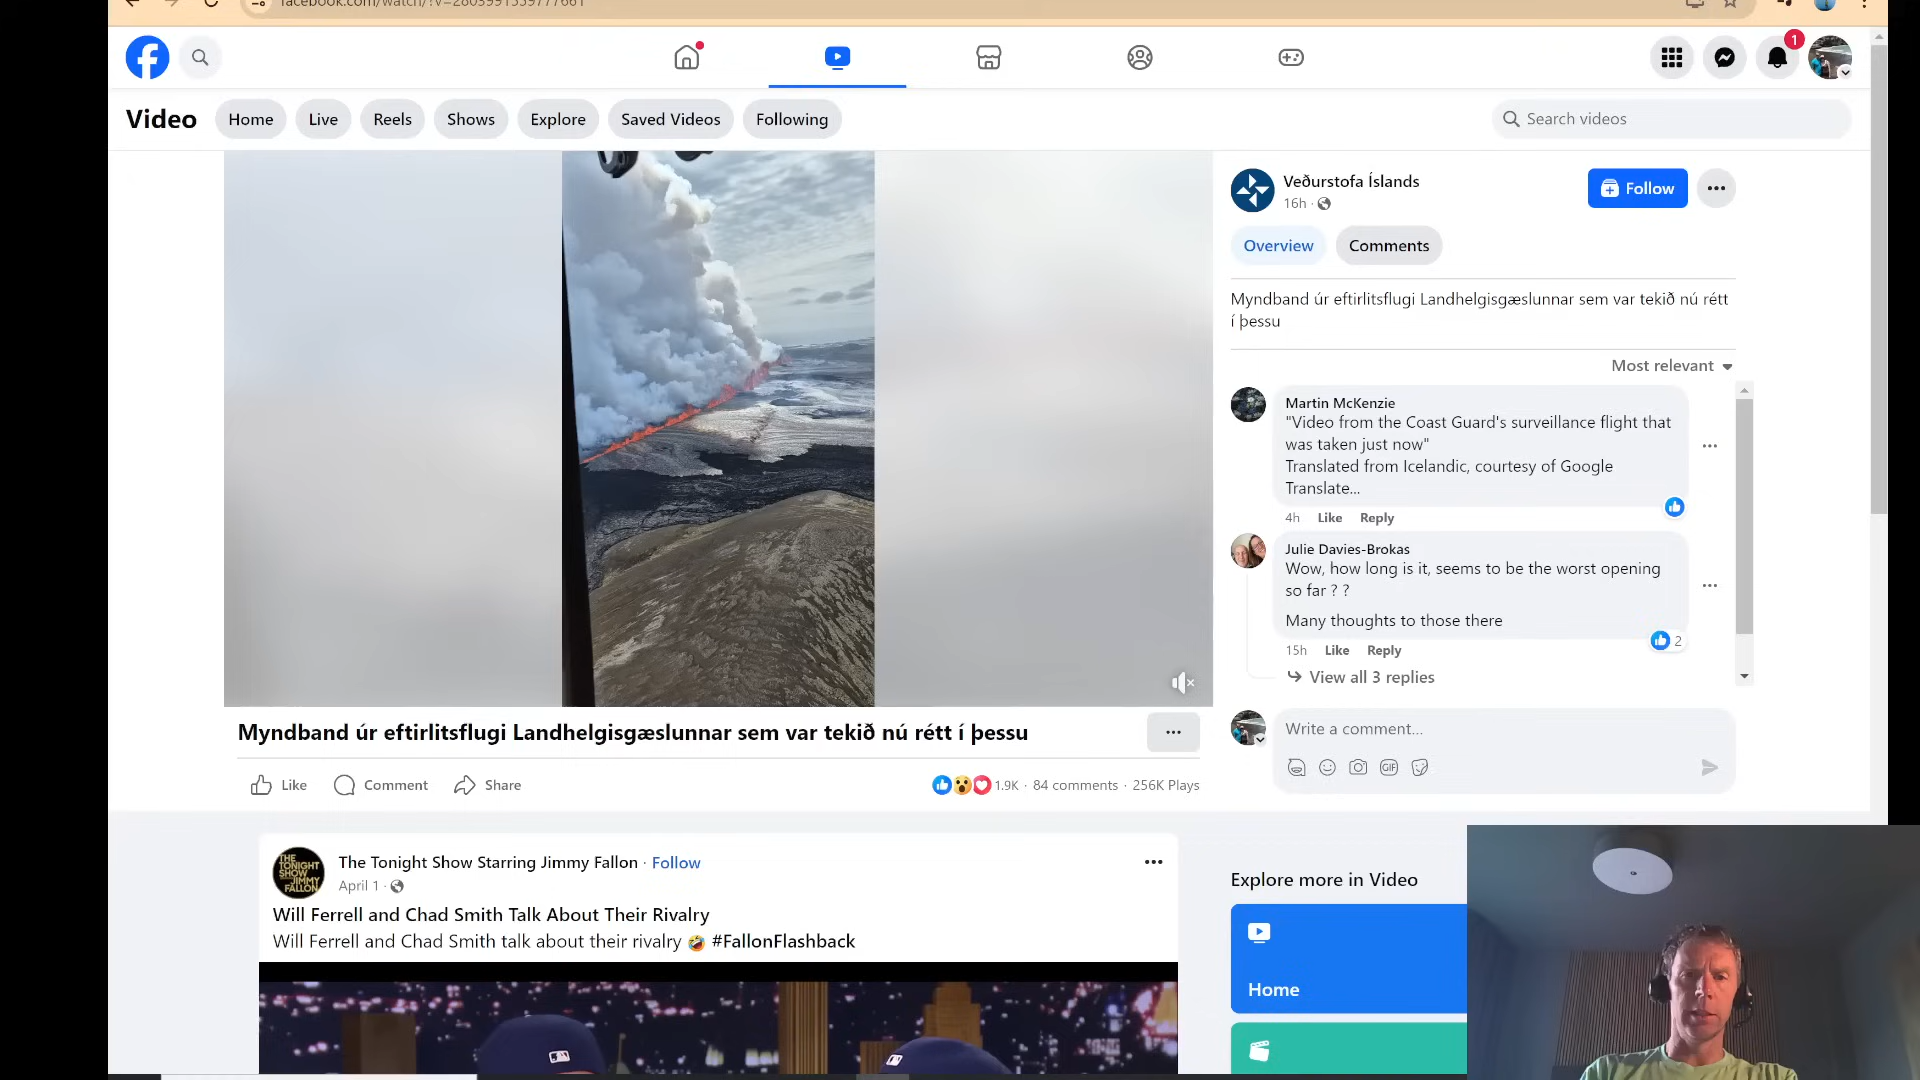 1
Video
Home
Live
Reels
Shows
Explore
Saved Videos
Following
Search videos
Veðurstofa Íslands
16h ·
Follow
Overview
Comments
Myndband úr eftirlitsflugi Landhelgisgæslunnar sem var tekið nú rétt
í þessu
Most relevant
Martin McKenzie
"Video from the Coast Guard's surveillance flight that
was taken just now"
Translated from Icelandic, courtesy of Google
Translate...
4h Like Reply
Julie Davies-Brokas
Wow, how long is it, seems to be the worst opening
so far ? ?
Many thoughts to those there
2
15h Like Reply
View all 3 replies
Write a comment...
GIF
Myndband úr eftirlitsflugi Landhelgisgæslunnar sem var tekið nú rétt í þessu
Like
Comment
Share
1.9K · 84 comments · 256K Plays
THE TONIGHT SHOW JIMMY FALLON
The Tonight Show Starring Jimmy Fallon · Follow
April 1 ·
Will Ferrell and Chad Smith Talk About Their Rivalry
Will Ferrell and Chad Smith talk about their rivalry 🤣 #FallonFlashback
Explore more in Video
Home